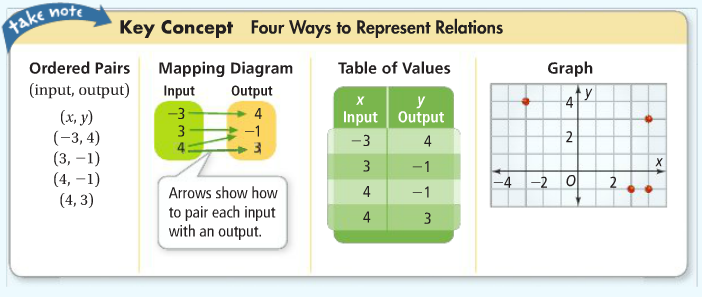 take note
Key Concept Four Ways to Represent Relations
Ordered Pairs
(input, output)
(x, y)
(−3, 4)
(3, −1)
(4, −1)
(4, 3)
Mapping Diagram
Input Output
−3 4
3 −1
4 3
Arrows show how
to pair each input
with an output.
Table of Values
x y
Input Output
−3 4
3 −1
4 −1
4 3
Graph
y
4
2
x
−4 −2 O 2